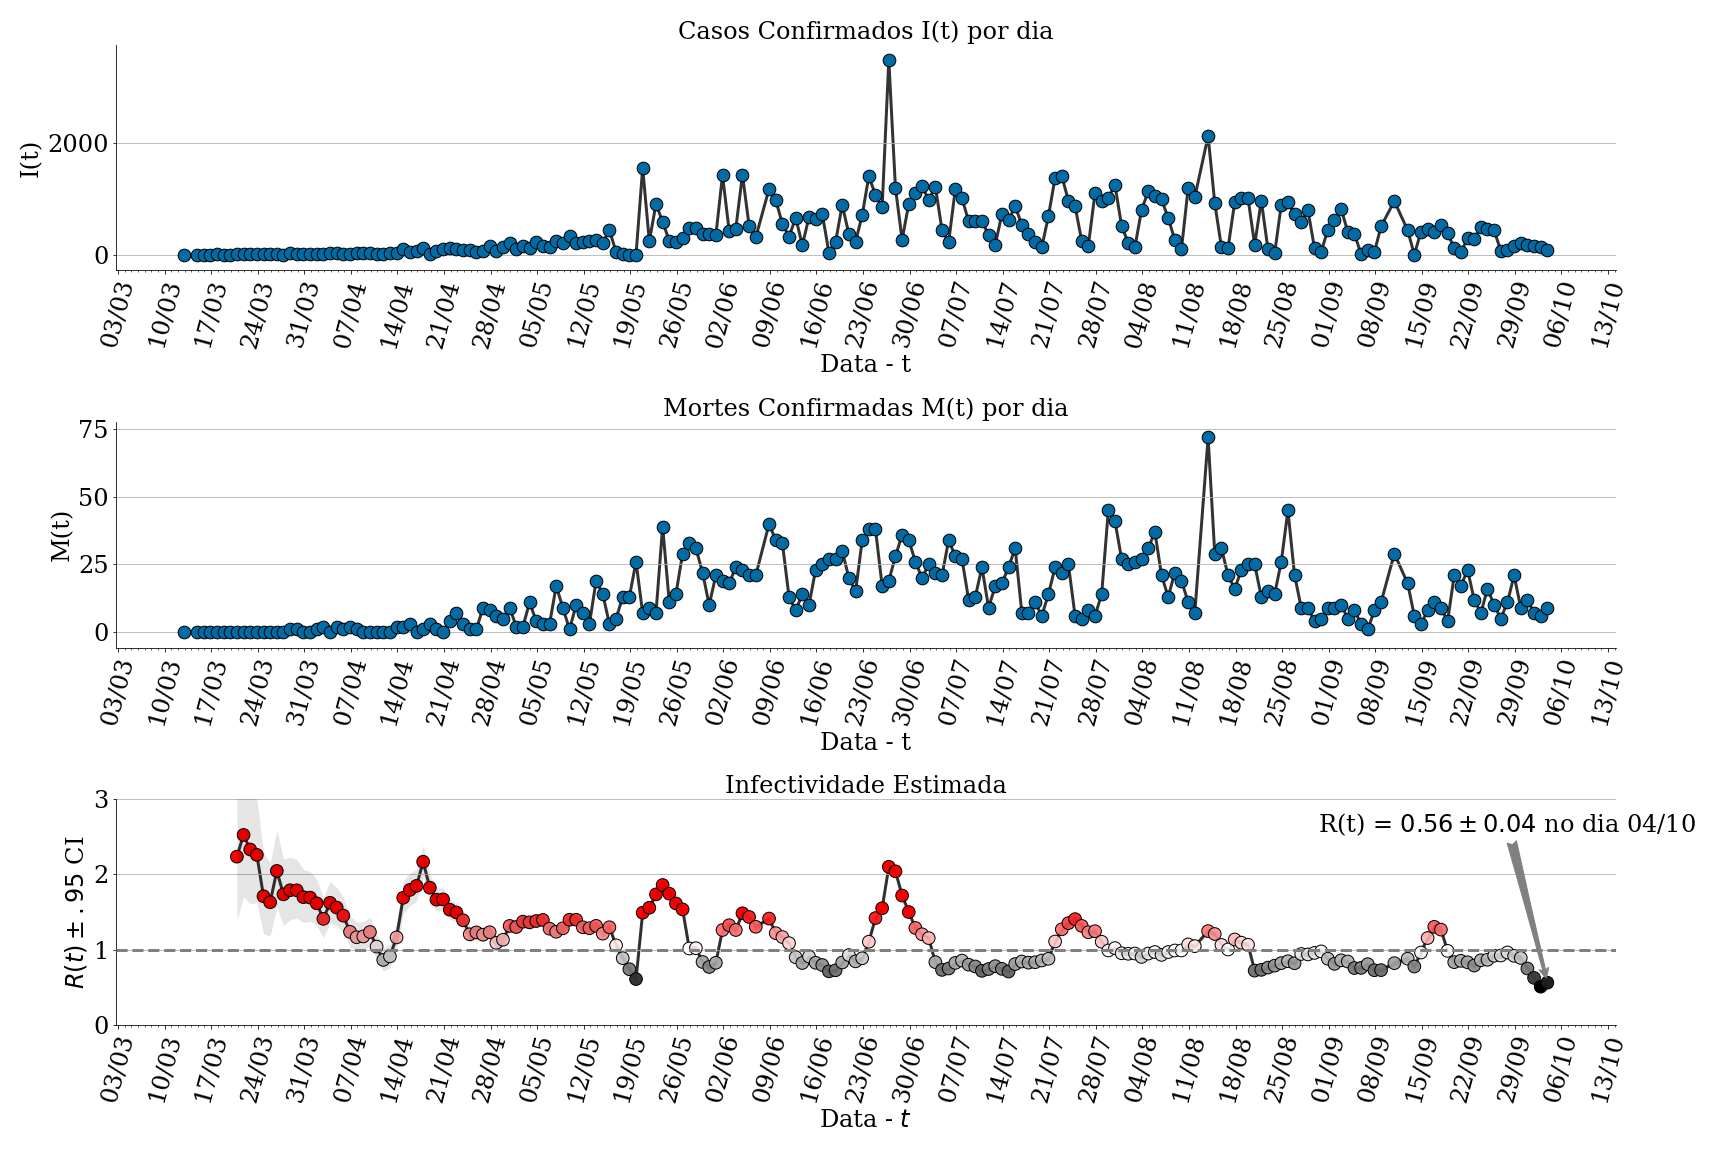 Casos Confirmados I(t) por dia
I(t)
2000
0
03/03 10/03 17/03 24/03 31/03 07/04 14/04 21/04 28/04 05/05 12/05 19/05 26/05 02/06 09/06 16/06 23/06 30/06 07/07 14/07 21/07 28/07 04/08 11/08 18/08 25/08 01/09 08/09 15/09 22/09 29/09 06/10 13/10
Data - t
Mortes Confirmadas M(t) por dia
M(t)
75
50
25
0
03/03 10/03 17/03 24/03 31/03 07/04 14/04 21/04 28/04 05/05 12/05 19/05 26/05 02/06 09/06 16/06 23/06 30/06 07/07 14/07 21/07 28/07 04/08 11/08 18/08 25/08 01/09 08/09 15/09 22/09 29/09 06/10 13/10
Data - t
Infectividade Estimada
R(t) ± .95 CI
3
2
1
0
R(t) = 0.56 ± 0.04 no dia 04/10
03/03 10/03 17/03 24/03 31/03 07/04 14/04 21/04 28/04 05/05 12/05 19/05 26/05 02/06 09/06 16/06 23/06 30/06 07/07 14/07 21/07 28/07 04/08 11/08 18/08 25/08 01/09 08/09 15/09 22/09 29/09 06/10 13/10
Data - t